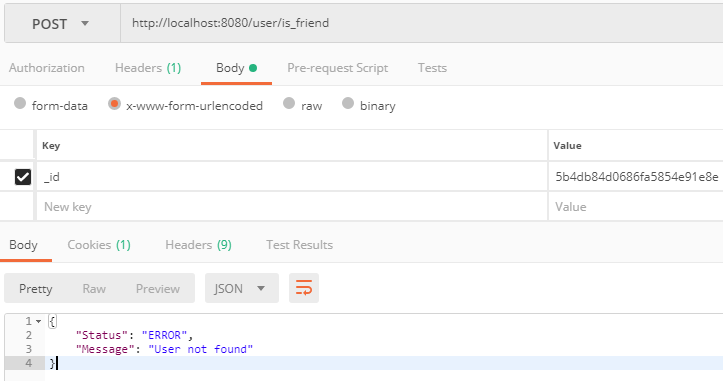 POST http://localhost:8080/user/is_friend
Authorization Headers (1) Body Pre-request Script Tests
form-data x-www-form-urlencoded raw binary
Key Value
_id 5b4db84d0686fa5854e91e8e
New key Value
Body Cookies (1) Headers (9) Test Results
Pretty Raw Preview JSON
1 {
2 "Status": "ERROR",
3 "Message": "User not found"
4 }